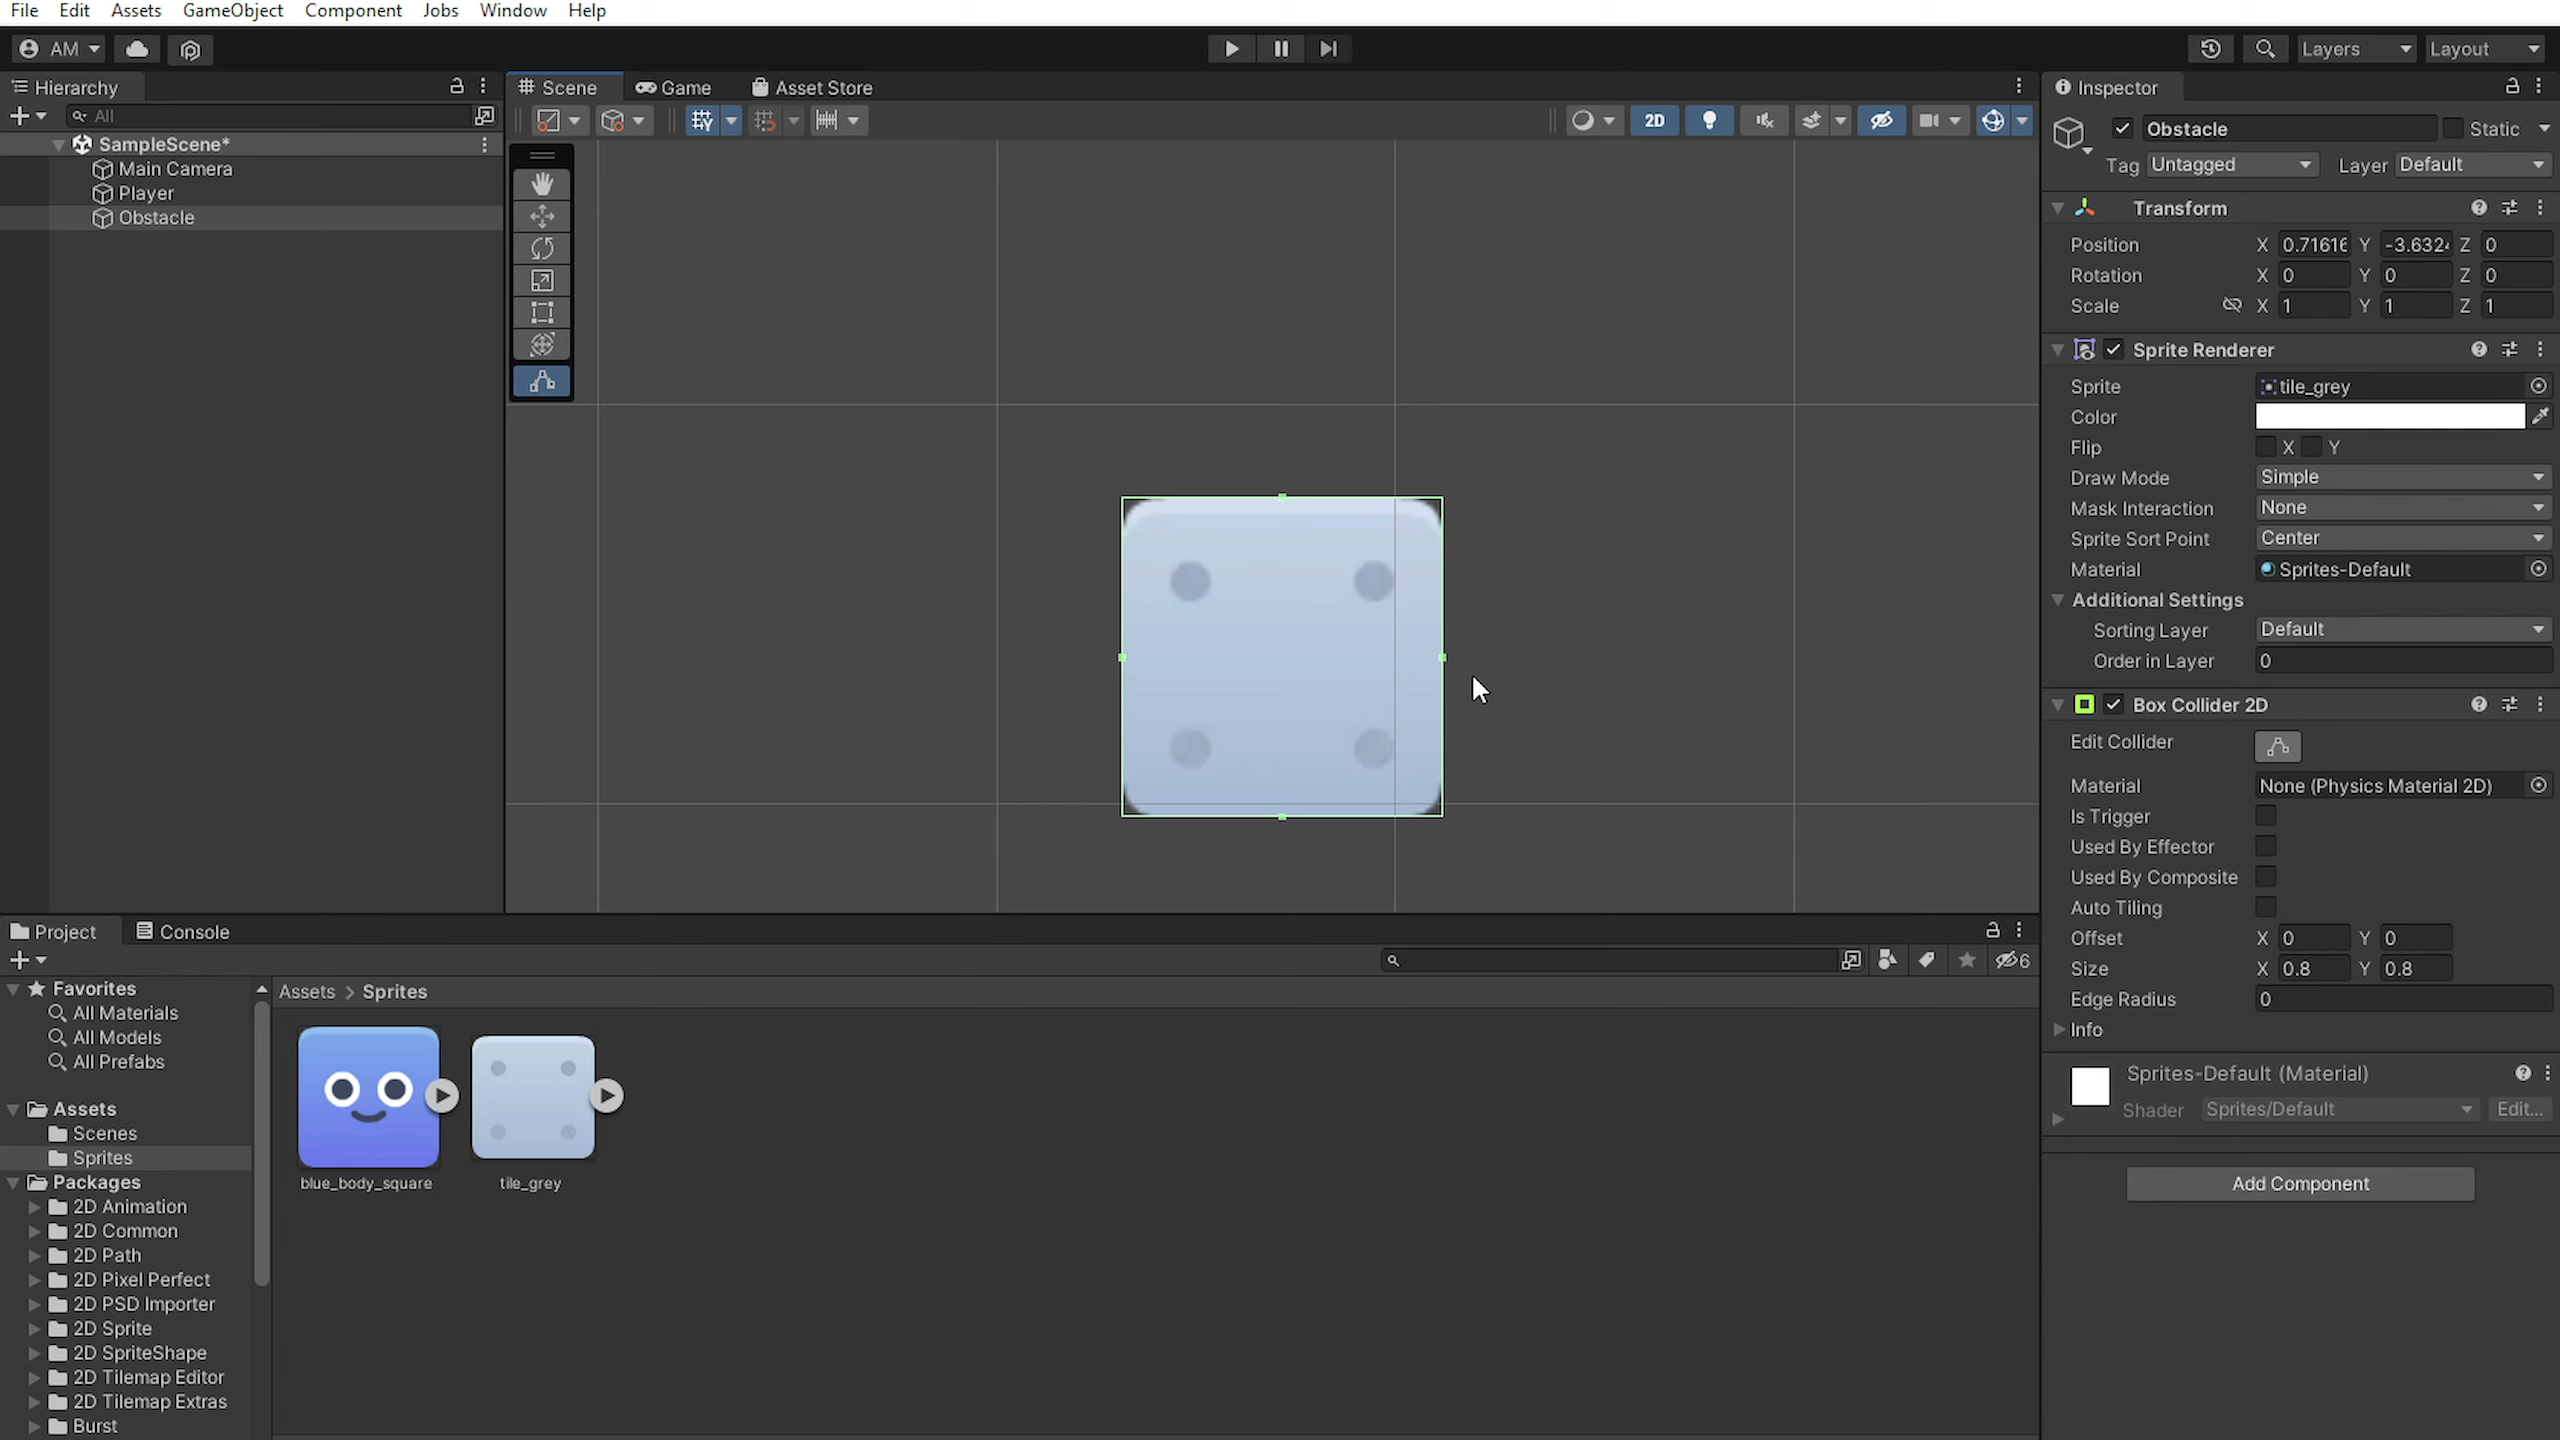 File Edit Assets GameObject Component Jobs Window Help
AM
Layers
Layout
Hierarchy
Scene
Game
Asset Store
Inspector
All
2D
SampleScene*
Main Camera
Player
Obstacle
Obstacle
Static
Tag Untagged
Layer Default
Transform
Position X 0.71616 Y -3.6324 Z 0
Rotation X 0 Y 0 Z 0
Scale X 1 Y 1 Z 1
Sprite Renderer
Sprite tile_grey
Color
Flip X Y
Draw Mode Simple
Mask Interaction None
Sprite Sort Point Center
Material Sprites-Default
Additional Settings
Sorting Layer Default
Order in Layer 0
Box Collider 2D
Edit Collider
Material None (Physics Material 2D)
Is Trigger
Used By Effector
Used By Composite
Auto Tiling
Offset X 0 Y 0
Size X 0.8 Y 0.8
Edge Radius 0
Info
Sprites-Default (Material)
Shader Sprites/Default Edit...
Add Component
Project
Console
6
Favorites
All Materials
All Models
All Prefabs
Assets
Scenes
Sprites
Packages
2D Animation
2D Common
2D Path
2D Pixel Perfect
2D PSD Importer
2D Sprite
2D SpriteShape
2D Tilemap Editor
2D Tilemap Extras
Burst
Assets > Sprites
blue_body_square
tile_grey